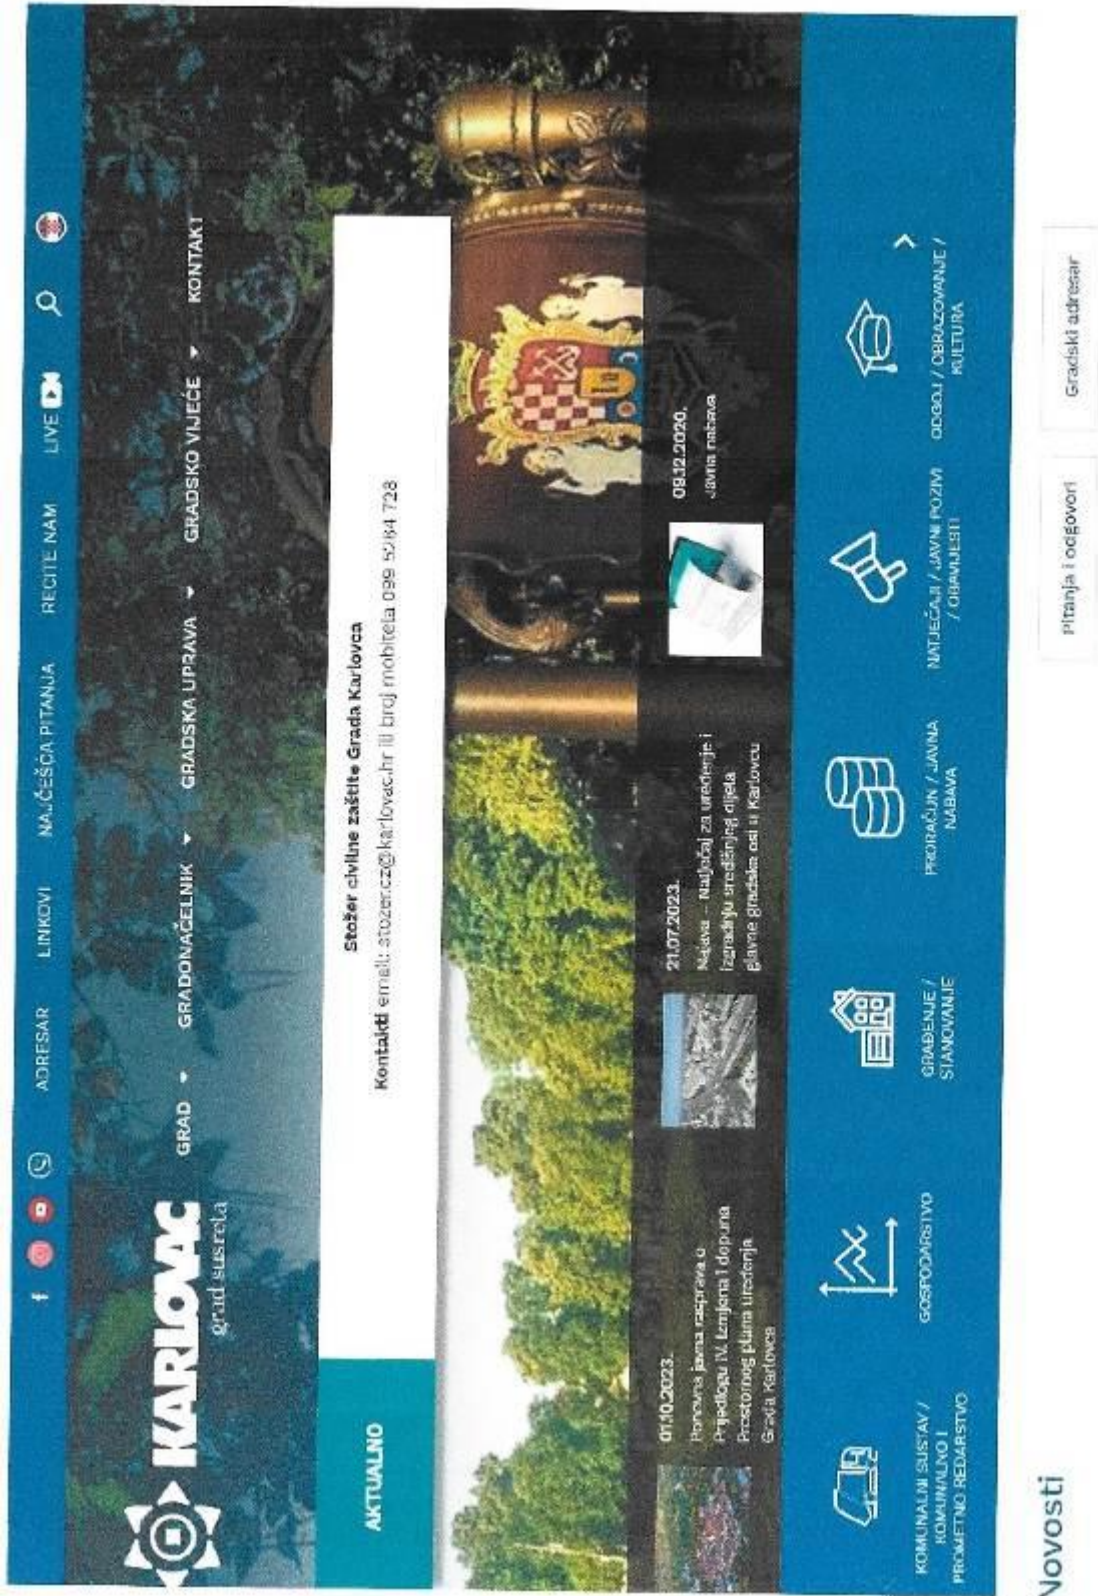 ADRESAR LINKOVI NAJČEŠĆA PITANJA RECITE NAM LIVE
KARLOVAC
grad susreta
GRAD GRADONAČELNIK GRADSKA UPRAVA GRADSKO VIJEĆE KONTAKT
AKTUALNO
Stožer civilne zaštite Grada Karlovca
Kontakti email: stozer.cz@karlovac.hr ili broj mobitela 099 5284 728
01.10.2023.
Ponovna javna rasprava o
Prijedlogu IV. Izmjena i dopuna
Prostornog plana uređenja
Grada Karlovca
21.07.2023.
Najava – Natječaj za uređenje i
izgradnju središnjeg dijela
glavne gradske osi u Karlovcu
09.12.2020.
Javna nabava
KOMUNALNI SUSTAV /
KOMUNALNO I
PROMETNO REDARSTVO
GOSPODARSTVO
GRAĐENJE /
STANOVANJE
PRORAČUN / JAVNA
NABAVA
NATJEČAJI / JAVNI POZIVI
/ OBAVIJESTI
ODGOJ / OBRAZOVANJE /
KULTURA
Novosti
Pitanja i odgovori
Gradski adresar